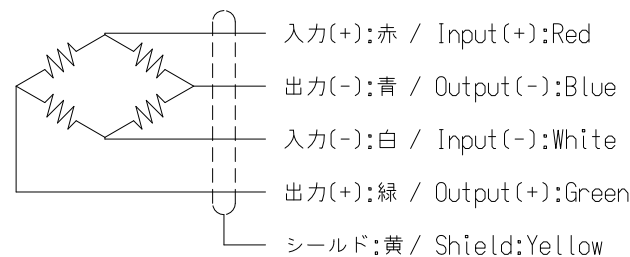 入力(+):赤 / Input(+):Red
出力(-):青 / Output(-):Blue
入力(-):白 / Input(-):White
出力(+):緑 / Output(+):Green
シールド:黄 / Shield:Yellow